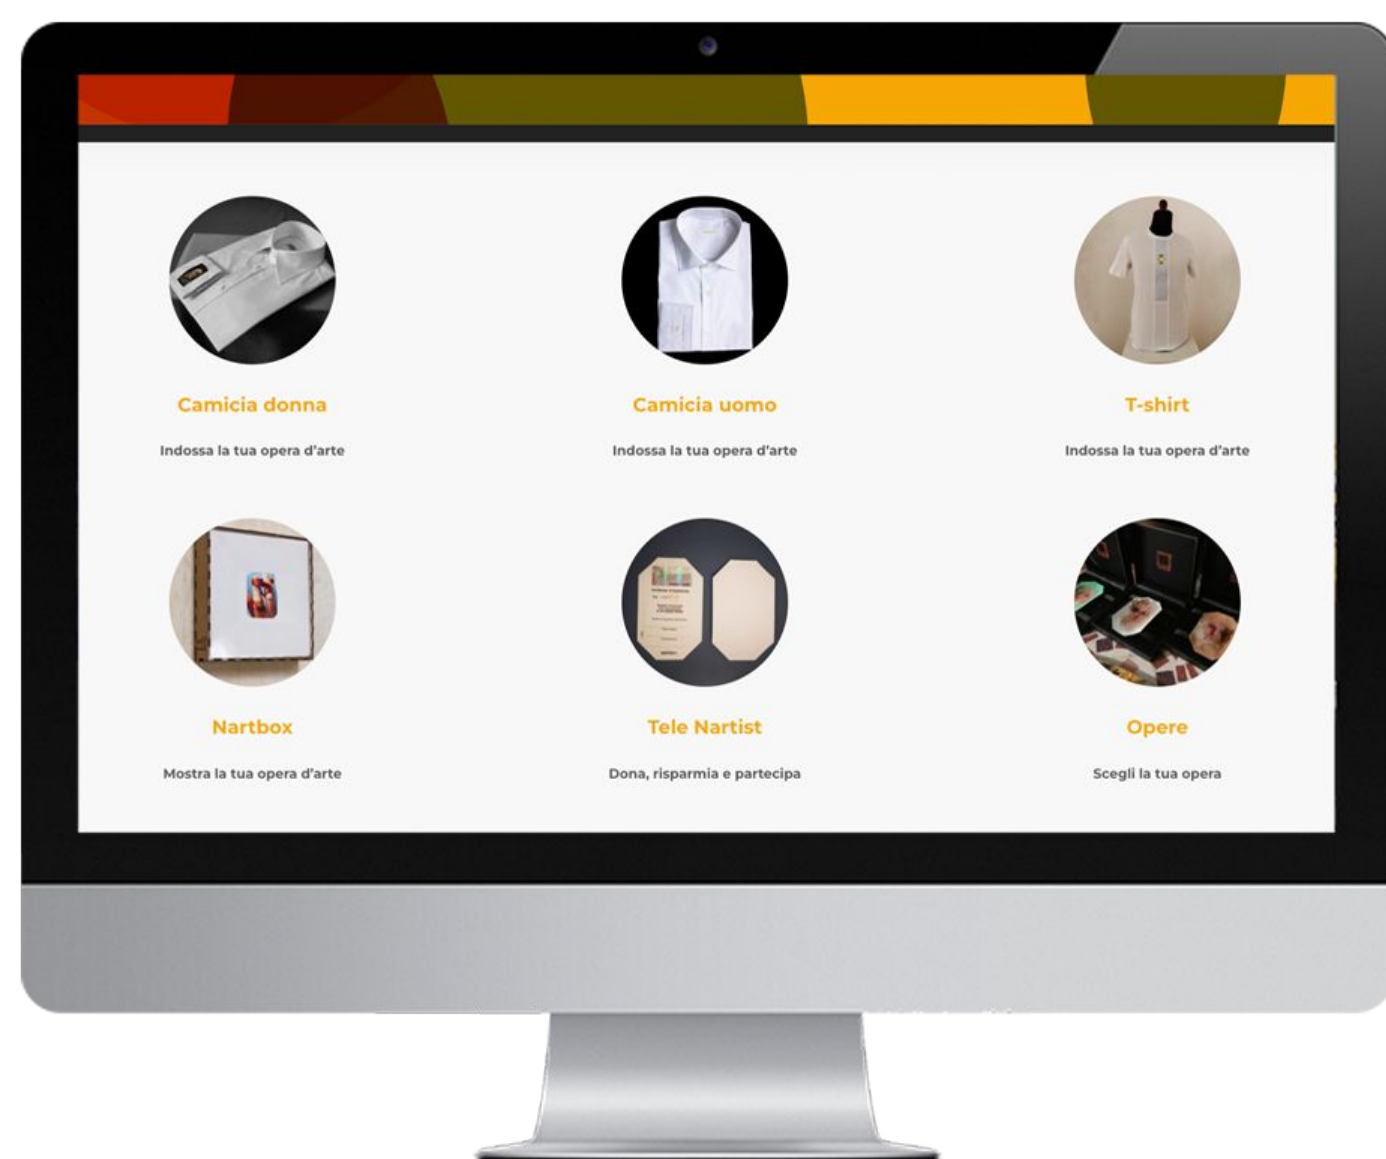 Camicia donna
Camicia uomo
T-shirt
Indossa la tua opera d'arte
Indossa la tua opera d'arte
Indossa la tua opera d'arte
Nartbox
Tele Nartist
Opere
Mostra la tua opera d'arte
Dona, risparmia e partecipa
Scegli la tua opera